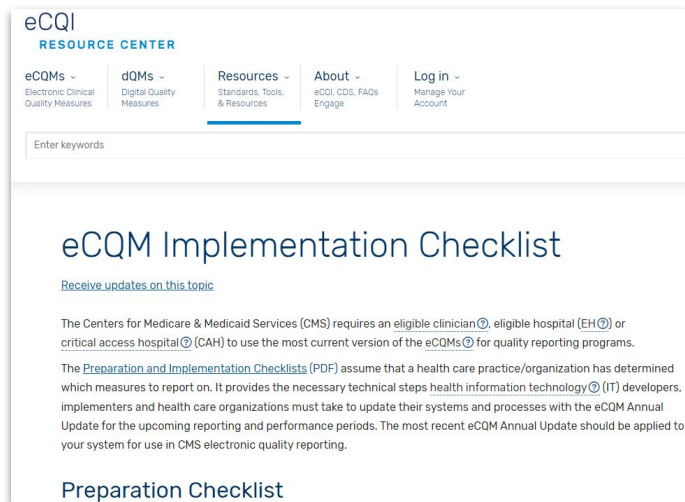 eCQI
RESOURCE CENTER
eCQMs
Electronic Clinical
Quality Measures
dQMs
Digital Quality
Measures
Resources
Standards, Tools,
& Resources
About
eCQI, CDS, FAQs
Engage
Log in
Manage Your
Account
Enter keywords
eCQM Implementation Checklist
Receive updates on this topic
The Centers for Medicare & Medicaid Services (CMS) requires an eligible clinician?, eligible hospital (EH?) or
critical access hospital? (CAH) to use the most current version of the eCQMs? for quality reporting programs.
The Preparation and Implementation Checklists (PDF) assume that a health care practice/organization has determined
which measures to report on. It provides the necessary technical steps health information technology? (IT) developers,
implementers and health care organizations must take to update their systems and processes with the eCQM Annual
Update for the upcoming reporting and performance periods. The most recent eCQM Annual Update should be applied to
your system for use in CMS electronic quality reporting.
Preparation Checklist